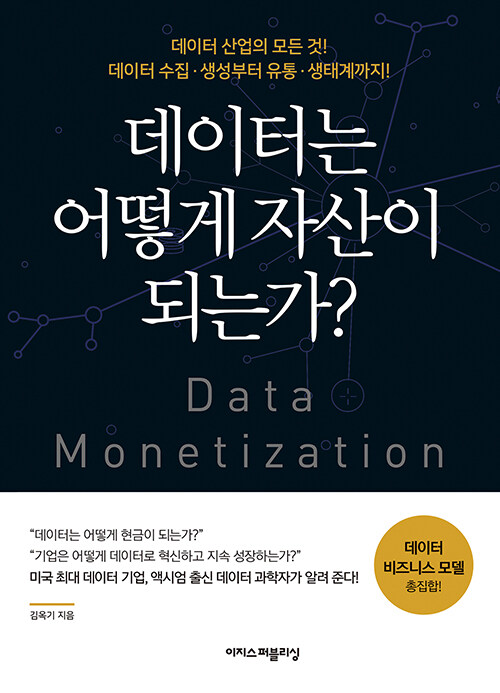 데이터 산업의 모든 것!
데이터 수집·생성부터 유통·생태계까지!
데이터는
어떻게 자산이
되는가?
Data
Monetization
“데이터는 어떻게 현금이 되는가?”
“기업은 어떻게 데이터로 혁신하고 지속 성장하는가?”
미국 최대 데이터 기업, 액시엄 출신 데이터 과학자가 알려 준다!
김옥기 지음
데이터
비즈니스 모델
총집합!
이지스퍼블리싱